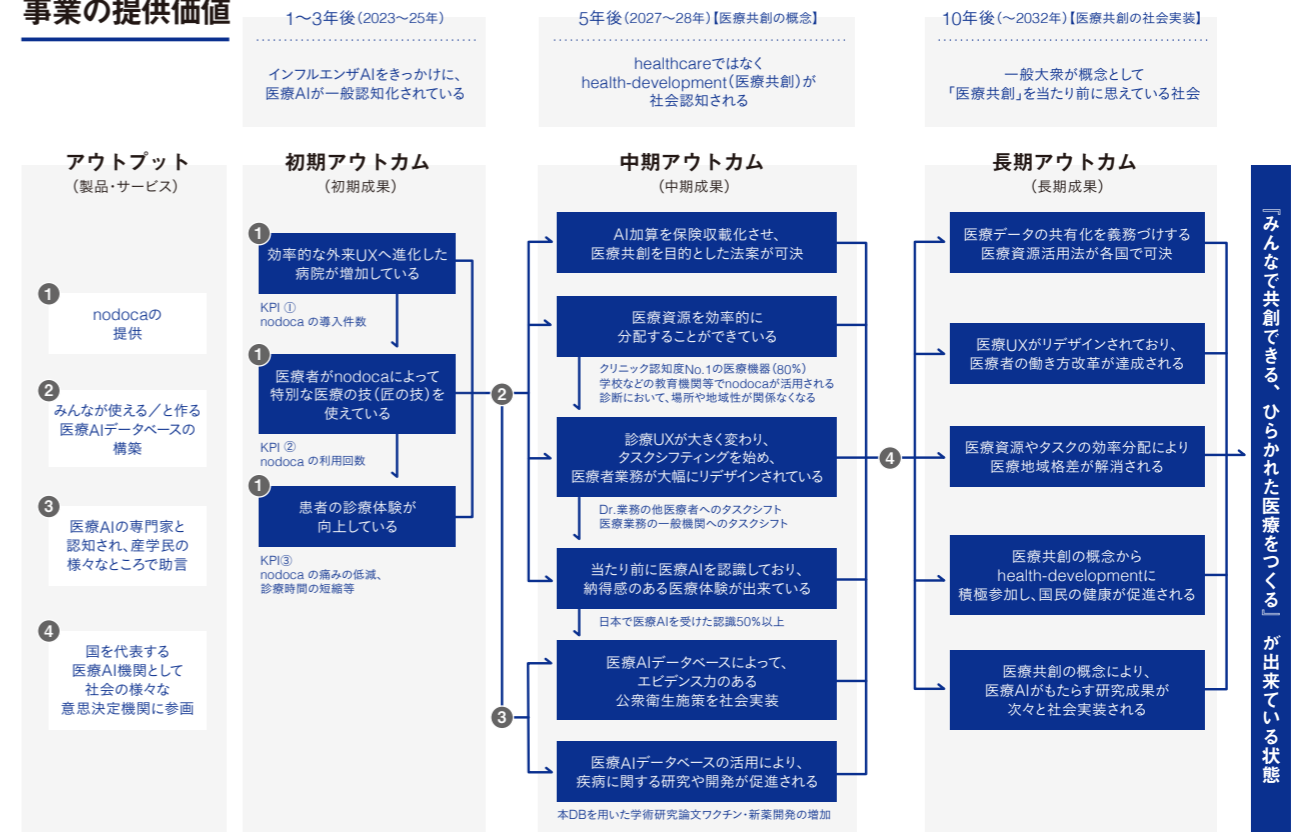 事業の提供価値
1〜3年後(2023〜25年)
インフルエンザAIをきっかけに、
医療AIが一般認知化されている
5年後(2027〜28年)【医療共創の概念】
healthcareではなく
health-development(医療共創)が
社会認知される
10年後(〜2032年)【医療共創の社会実装】
一般大衆が概念として
「医療共創」を当たり前に思えている社会
アウトプット
(製品・サービス)
1
nodocaの
提供
2
みんなが使える/と作る
医療AIデータベースの
構築
3
医療AIの専門家と
認知され、産学民の
様々なところで助言
4
国を代表する
医療AI機関として
社会の様々な
意思決定機関に参画
初期アウトカム
(初期成果)
1
効率的な外来UXへ進化した
病院が増加している
KPI ①
nodoca の導入件数
1
医療者がnodocaによって
特別な医療の技(匠の技)を
使えている
KPI ②
nodoca の利用回数
1
患者の診療体験が
向上している
KPI③
nodoca の痛みの低減、
診療時間の短縮等
2
3
中期アウトカム
(中期成果)
AI加算を保険収載化させ、
医療共創を目的とした法案が可決
医療資源を効率的に
分配することができている
クリニック認知度No.1の医療機器(80%)
学校などの教育機関等でnodocaが活用される
診断において、場所や地域性が関係なくなる
診療UXが大きく変わり、
タスクシフティングを始め、
医療者業務が大幅にリデザインされている
Dr.業務の他医療者へのタスクシフト
医療業務の一般機関へのタスクシフト
当たり前に医療AIを認識しており、
納得感のある医療体験が出来ている
日本で医療AIを受けた認識50%以上
医療AIデータベースによって、
エビデンス力のある
公衆衛生施策を社会実装
医療AIデータベースの活用により、
疾病に関する研究や開発が促進される
本DBを用いた学術研究論文ワクチン・新薬開発の増加
4
長期アウトカム
(長期成果)
医療データの共有化を義務づけする
医療資源活用法が各国で可決
医療UXがリデザインされており、
医療者の働き方改革が達成される
医療資源やタスクの効率分配により
医療地域格差が解消される
医療共創の概念から
health-developmentに
積極参加し、国民の健康が促進される
医療共創の概念により、
医療AIがもたらす研究成果が
次々と社会実装される
『みんなで共創できる、ひらかれた医療をつくる』が出来ている状態